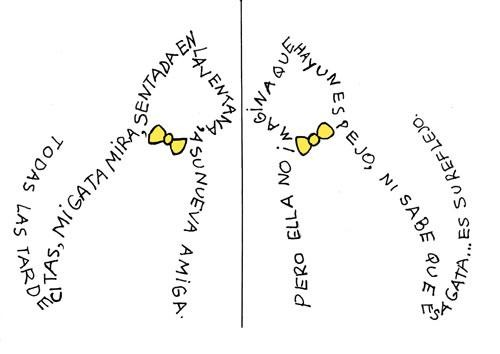 TODAS LAS TARDECITAS, MI GATA MIRA, SENTADA EN LA VENTANA, A SU NUEVA AMIGA.
PERO ELLA NO iMAGINA QUE HAY UN ESPEJO, NI SABE QUE ESA GATA... ES SU REFLEJO.